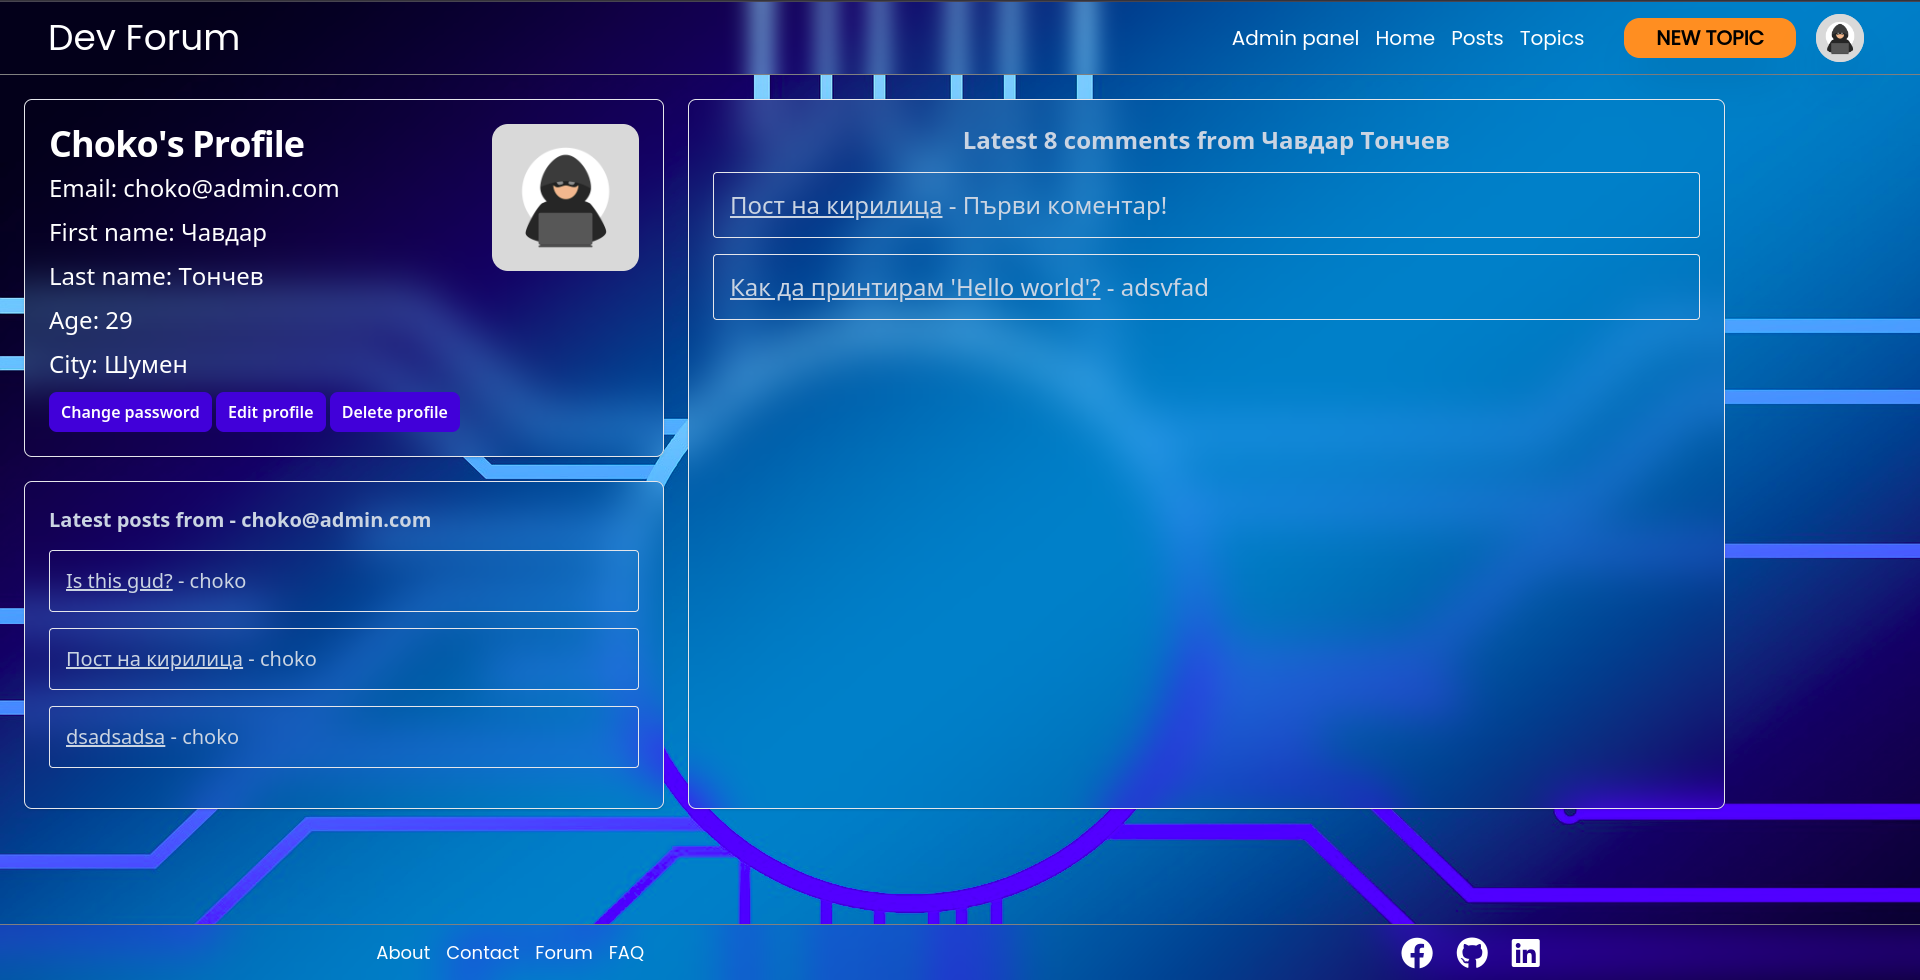 Dev Forum
Admin panel Home Posts Topics NEW TOPIC
Choko's Profile
Email: choko@admin.com
First name: Чавдар
Last name: Тончев
Age: 29
City: Шумен
Change password Edit profile Delete profile
Latest posts from - choko@admin.com
Is this gud? - choko
Пост на кирилица - choko
dsadsadsa - choko
Latest 8 comments from Чавдар Тончев
Пост на кирилица - Първи коментар!
Как да принтирам 'Hello world'? - adsvfad
About Contact Forum FAQ